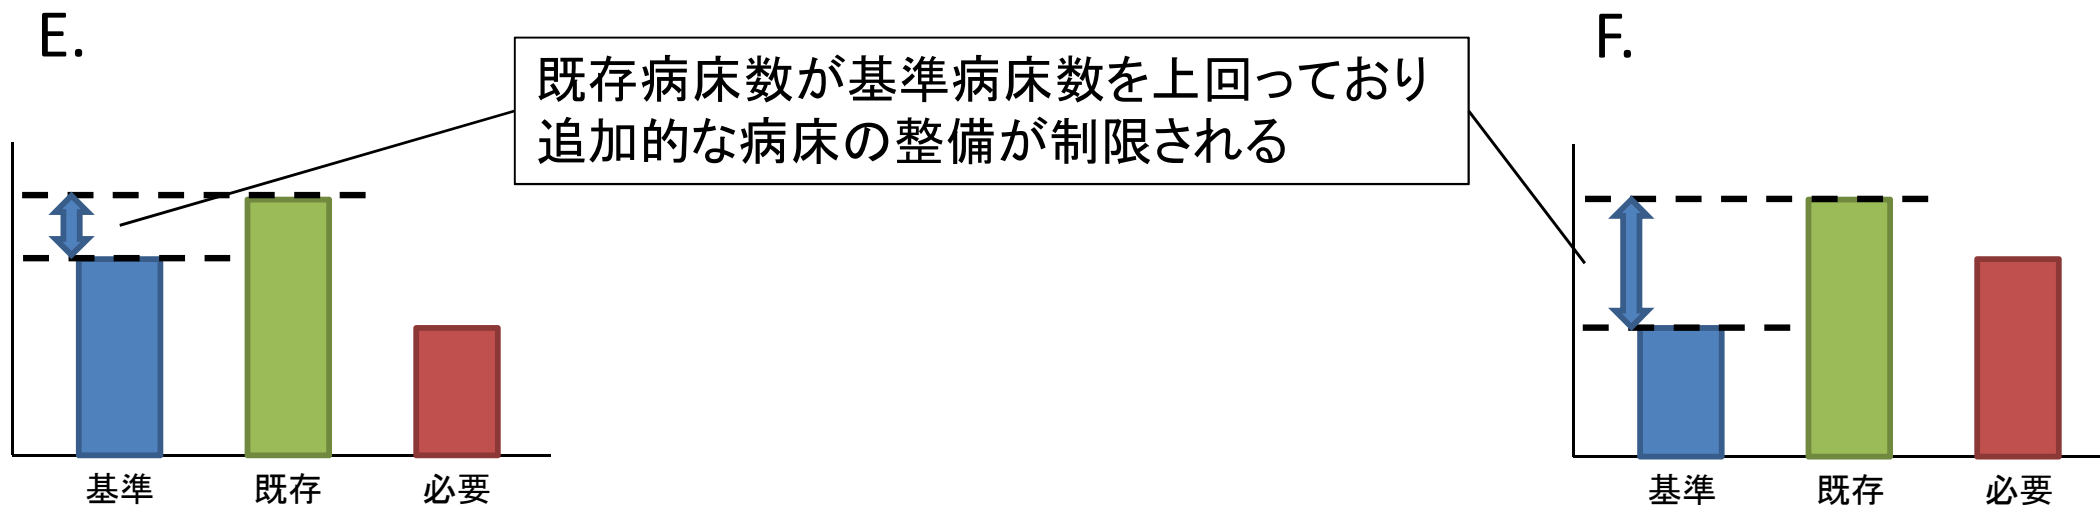 E.
既存病床数が基準病床数を上回っており
追加的な病床の整備が制限される
F.
基準
既存
必要
基準
既存
必要